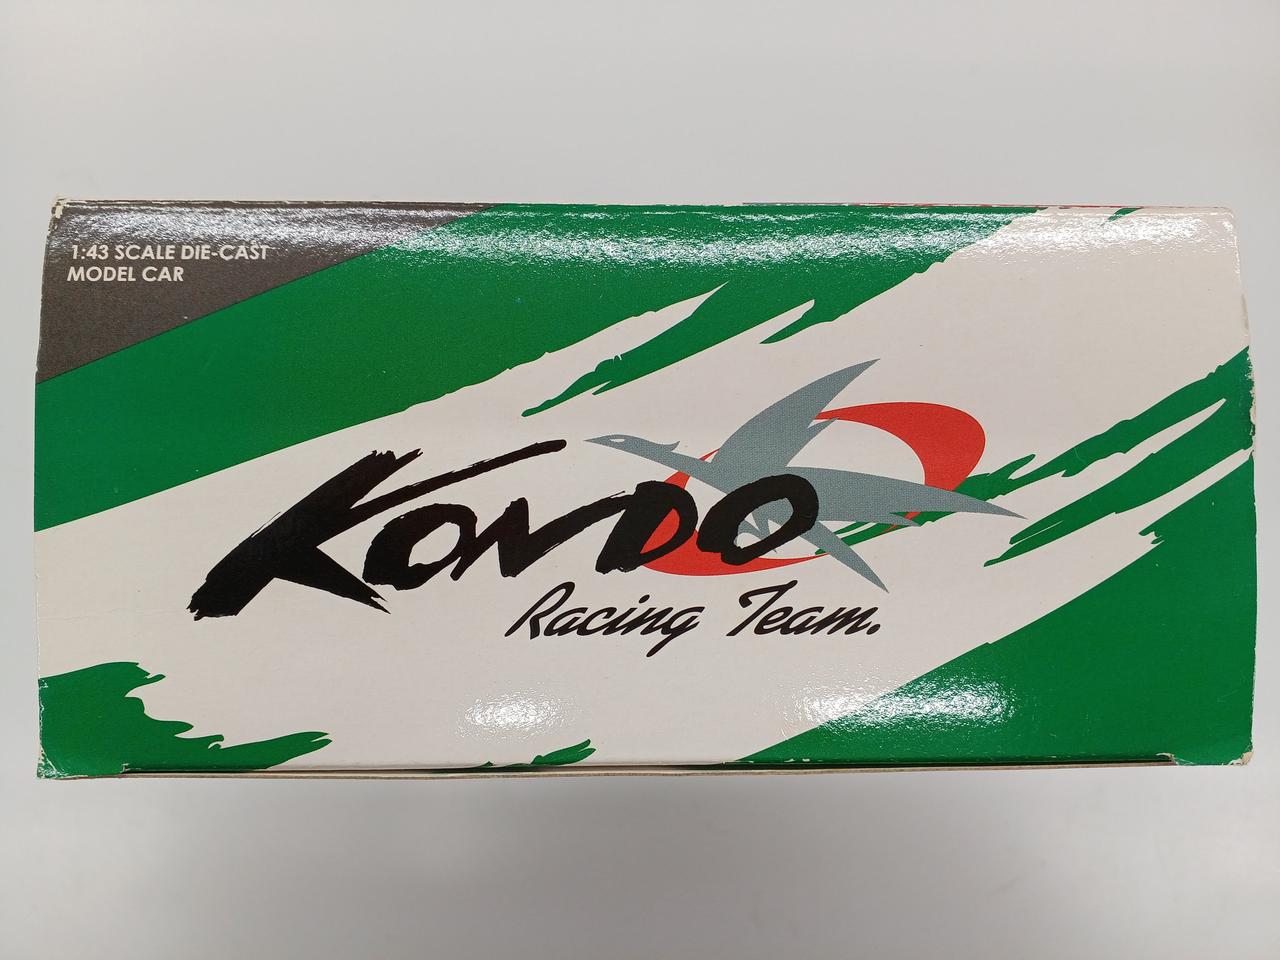 1:43 SCALE DIE-CAST
MODEL CAR
KONDO
Racing Team.